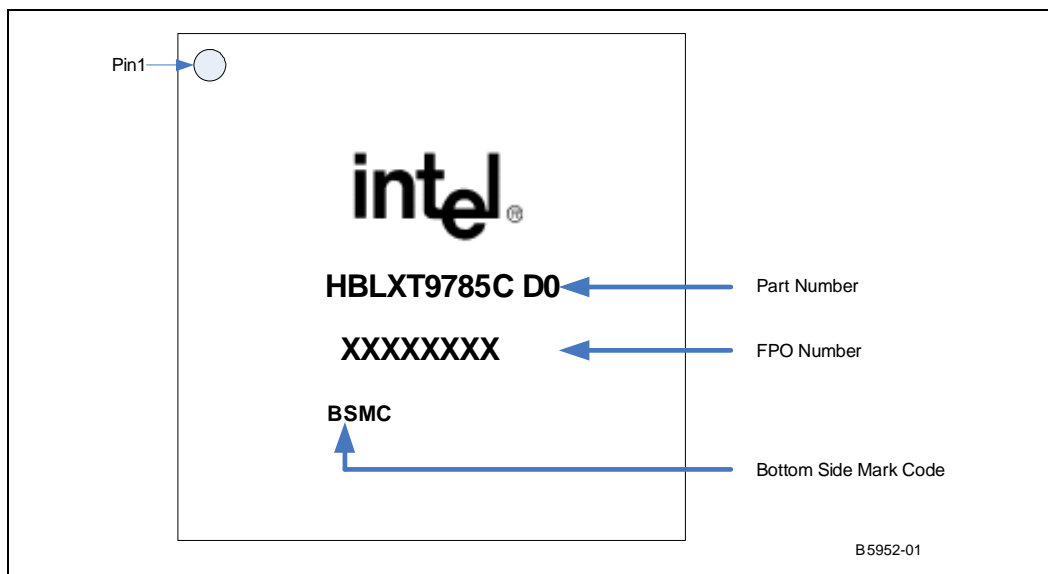 Pin1
intel®
HBLXT9785C D0
Part Number
XXXXXXXX
FPO Number
BSMC
Bottom Side Mark Code
B5952-01